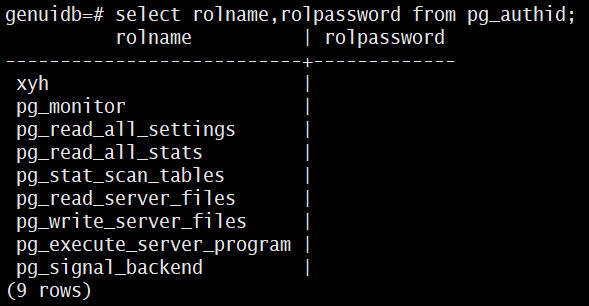 genuidb=# select rolname,rolpassword from pg_authid;
          rolname          | rolpassword
---------------------------+-------------
 xyh                       |
 pg_monitor                |
 pg_read_all_settings      |
 pg_read_all_stats         |
 pg_stat_scan_tables       |
 pg_read_server_files      |
 pg_write_server_files     |
 pg_execute_server_program |
 pg_signal_backend         |
(9 rows)